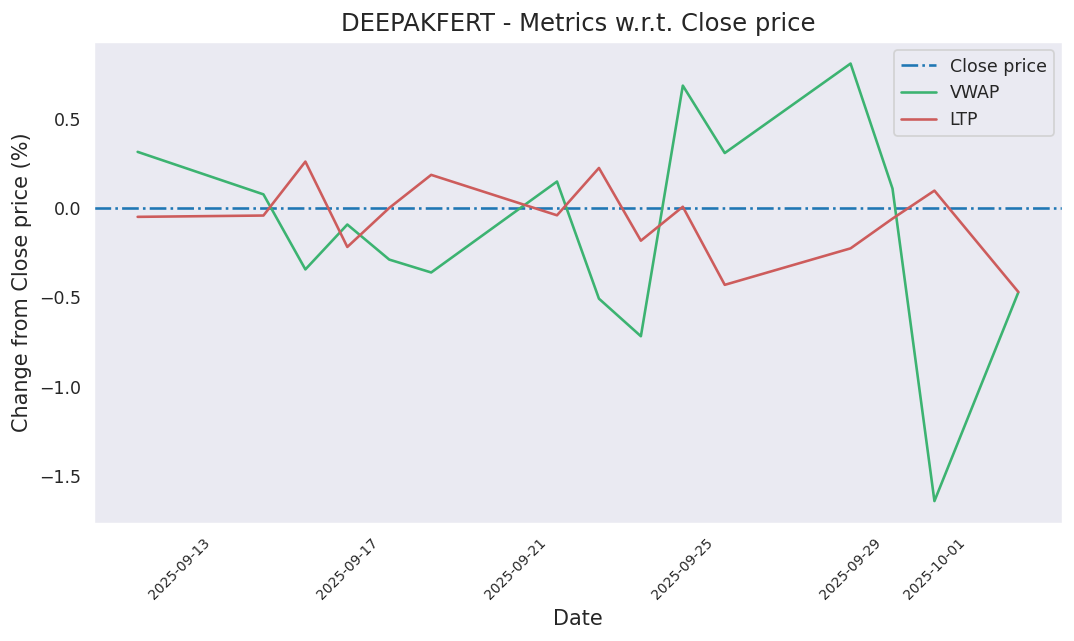 DEEPAKFERT - Metrics w.r.t. Close price
Close price
VWAP
LTP
Change from Close price (%)
0.5
0.0
−0.5
−1.0
−1.5
2025-09-13
2025-09-17
2025-09-21
2025-09-25
2025-09-29
2025-10-01
Date